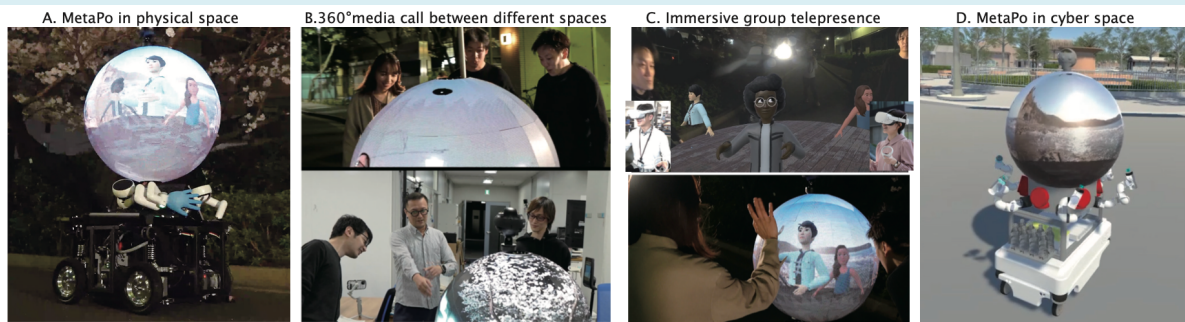 A. MetaPo in physical space
B.360°media call between different spaces
C. Immersive group telepresence
D. MetaPo in cyber space